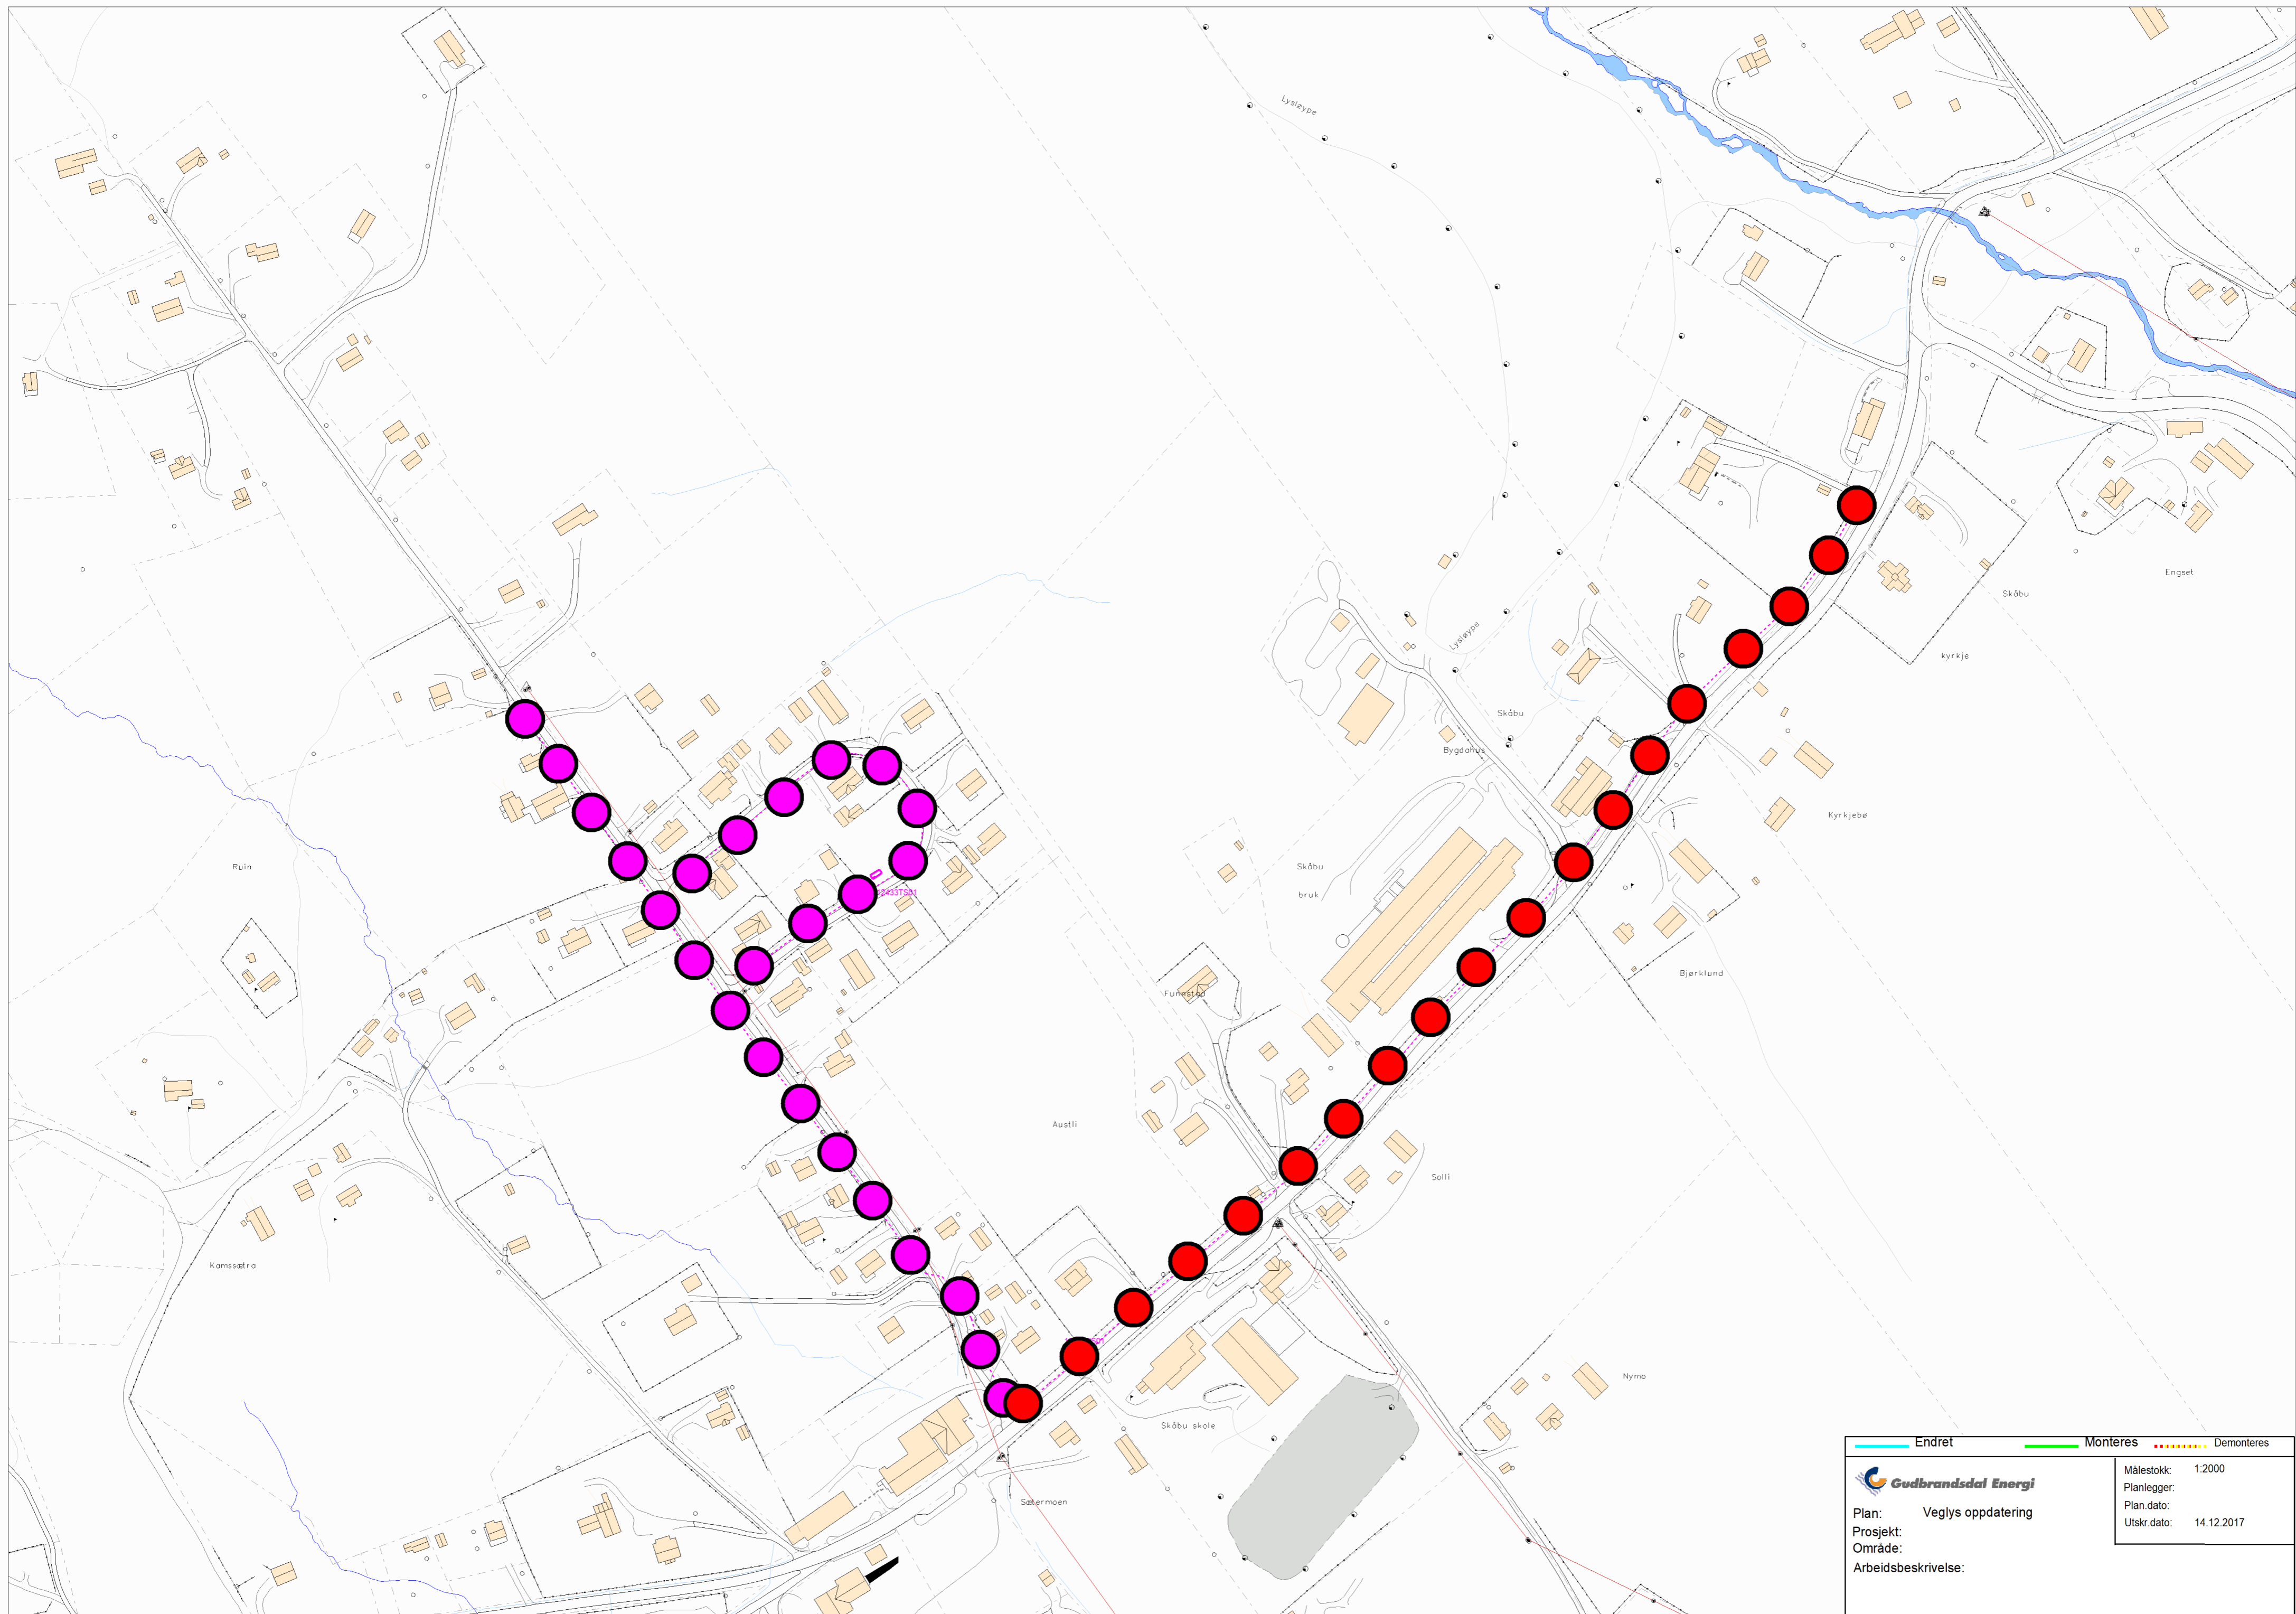 Lysløype
Engset
Skåbu
kyrkje
Lysløype
Skåbu
Bygdahus
Kyrkjebø
Ruin
Skåbu
bruk
Bjørklund
Funnstad
Austli
Solli
Kamssætra
Nymo
Skåbu skole
Sætermoen
Endret
Monteres
Demonteres
Gudbrandsdal Energi
Målestokk: 1:2000
Planlegger:
Plan.dato:
Utskr.dato: 14.12.2017
Plan: Veglys oppdatering
Prosjekt:
Område:
Arbeidsbeskrivelse: